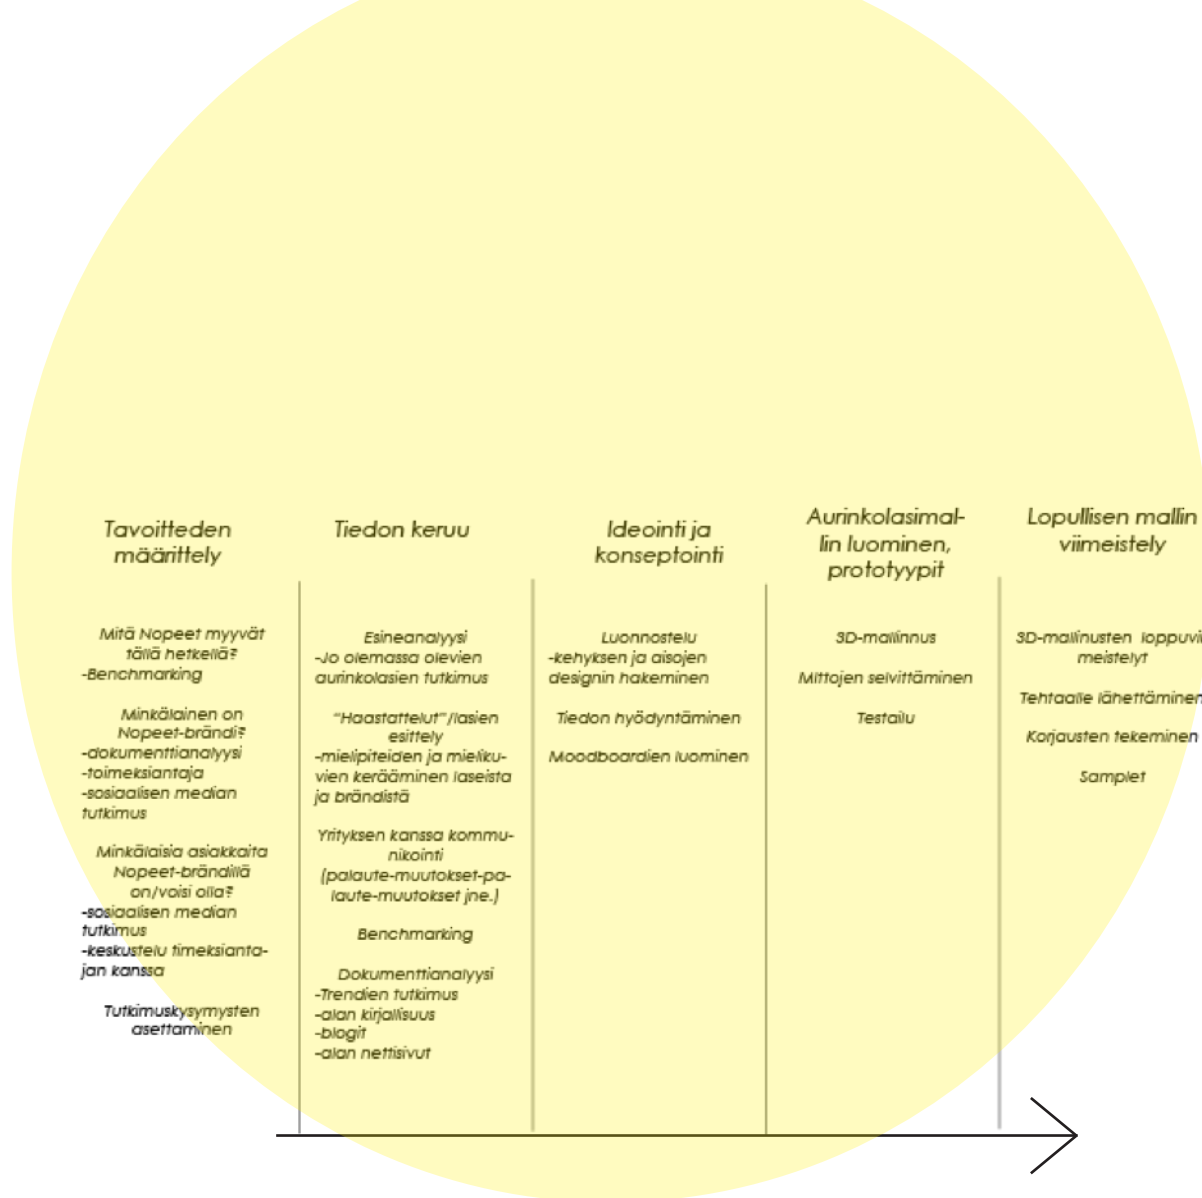 Tavoitteden
määrittely
Mitä Nopeet myyvät
tällä hetkellä?
-Benchmarking
Minkälainen on
Nopeet-brändi?
-dokumenttianalyysi
-toimeksiantaja
-sosiaalisen median
tutkimus
Minkälaisia asiakkaita
Nopeet-brändillä
on/voisi olla?
-sosiaalisen median
tutkimus
-keskustelu timeksianta-
jan kanssa
Tutkimuskysymysten
asettaminen
Tiedon keruu
Esineanalyysi
-Jo olemassa olevien
aurinkolasien tutkimus
"Haastattelut"/lasien
esittely
-mielipiteiden ja mieliku-
vien kerääminen laseista
ja brändistä
Yrityksen kanssa kommu-
nikointi
(palaute-muutokset-pa-
laute-muutokset jne.)
Benchmarking
Dokumenttianalyysi
-Trendien tutkimus
-alan kirjallisuus
-blogit
-alan nettisivut
Ideointi ja
konseptointi
Luonnostelu
-kehyksen ja aisojen
designin hakeminen
Tiedon hyödyntäminen
Moodboardien luominen
Aurinkolasimal-
lin luominen,
prototyypit
3D-mallinnus
Mittojen selvittäminen
Testailu
Lopullisen mallin
viimeistely
3D-mallinusten loppuvii
meistelyt
Tehtaalle lähettäminen
Korjausten tekeminen
Samplet